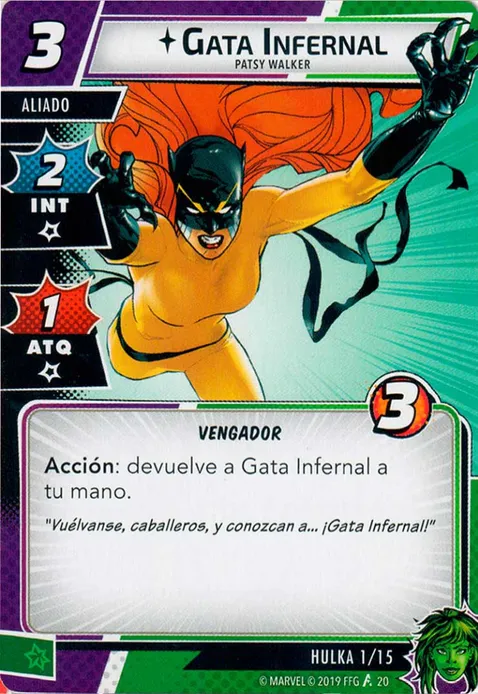 3
GATA INFERNAL
PATSY WALKER
ALIADO
2
INT
1
ATQ
3
VENGADOR
Acción: devuelve a Gata Infernal a
tu mano.
"Vuélvanse, caballeros, y conozcan a... ¡Gata Infernal!"
HULKA 1/15
© MARVEL © 2019 FFG 20